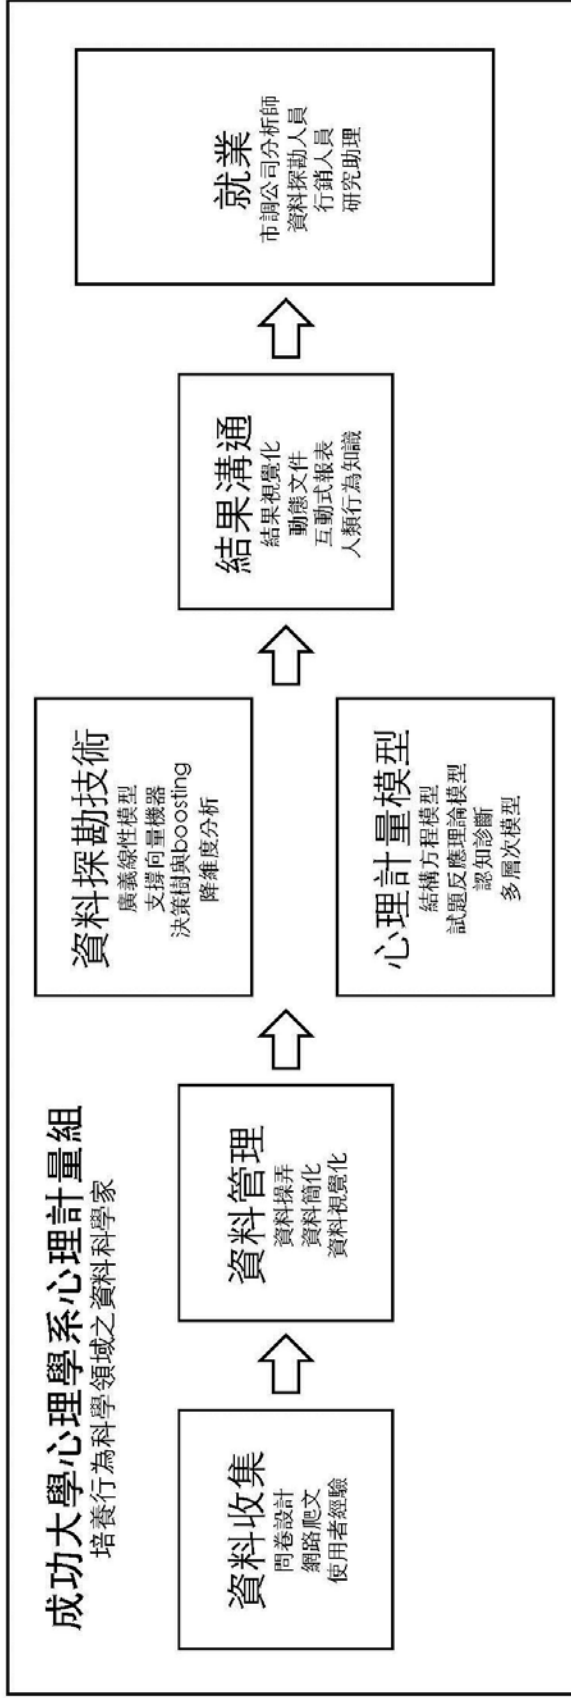 成功大學心理學系心理計量組
培養行為科學領域之資料科學家
資料收集
問卷設計
網路爬文
使用者經驗
資料管理
資料操弄
資料簡化
資料視覺化
資料探勘技術
廣義線性模型
支撐向量機器
決策樹與boosting
降維度分析
心理計量模型
結構方程模型
試題反應理論模型
認知診斷
多層次模型
結果溝通
結果視覺化
動態文件
互動式報表
人類行為知識
就業
市調公司分析師
資料探勘人員
行銷人員
研究助理